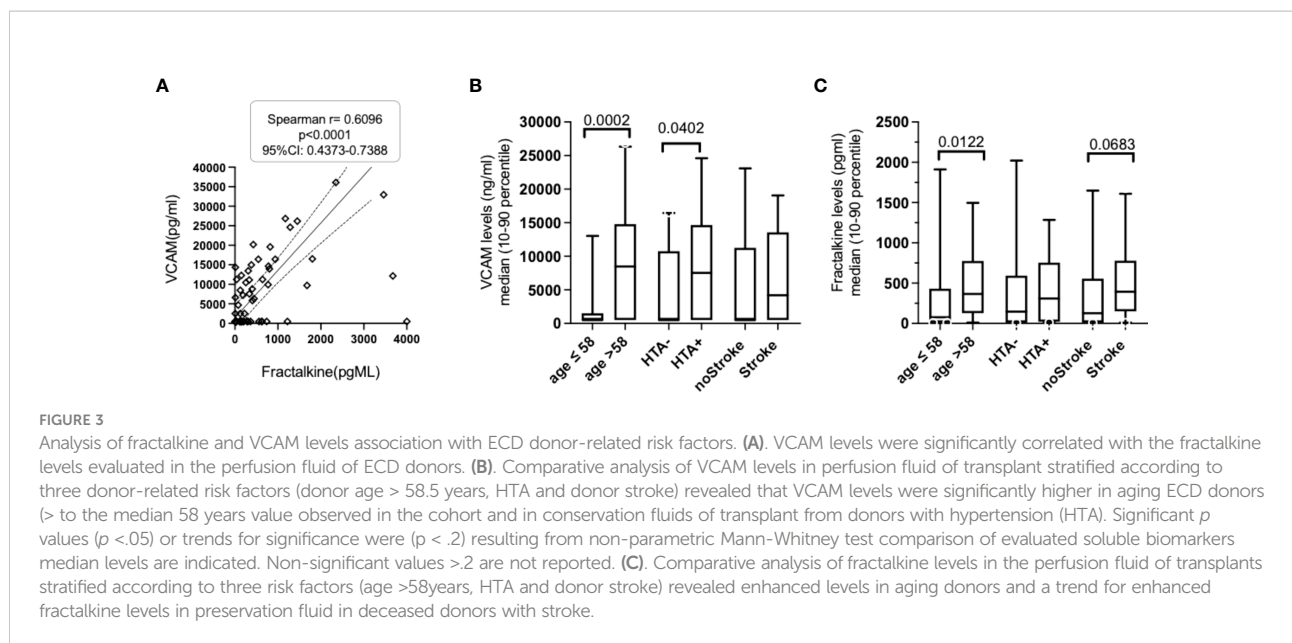 A
Spearman r= 0.6096
p<0.0001
95%CI: 0.4373-0.7388
40000
35000
30000
25000
20000
15000
10000
5000
0
VCAM(pg/ml)
0 1000 2000 3000 4000
Fractalkine(pgML)
B
0.0002
0.0402
30000
25000
20000
15000
10000
5000
0
VCAM levels (ng/ml)
median (10-90 percentile)
age ≤ 58
age >58
HTA-
HTA+
noStroke
Stroke
C
0.0122
0.0683
2500
2000
1500
1000
500
0
Fractalkine levels (pgml)
median (10-90 percentile)
age ≤ 58
age >58
HTA-
HTA+
noStroke
Stroke
FIGURE 3
Analysis of fractalkine and VCAM levels association with ECD donor-related risk factors. (A). VCAM levels were significantly correlated with the fractalkine
levels evaluated in the perfusion fluid of ECD donors. (B). Comparative analysis of VCAM levels in perfusion fluid of transplant stratified according to
three donor-related risk factors (donor age > 58.5 years, HTA and donor stroke) revealed that VCAM levels were significantly higher in aging ECD donors
(> to the median 58 years value observed in the cohort and in conservation fluids of transplant from donors with hypertension (HTA). Significant p
values (p <.05) or trends for significance were (p < .2) resulting from non-parametric Mann-Whitney test comparison of evaluated soluble biomarkers
median levels are indicated. Non-significant values >.2 are not reported. (C). Comparative analysis of fractalkine levels in the perfusion fluid of transplants
stratified according to three risk factors (age >58years, HTA and donor stroke) revealed enhanced levels in aging donors and a trend for enhanced
fractalkine levels in preservation fluid in deceased donors with stroke.